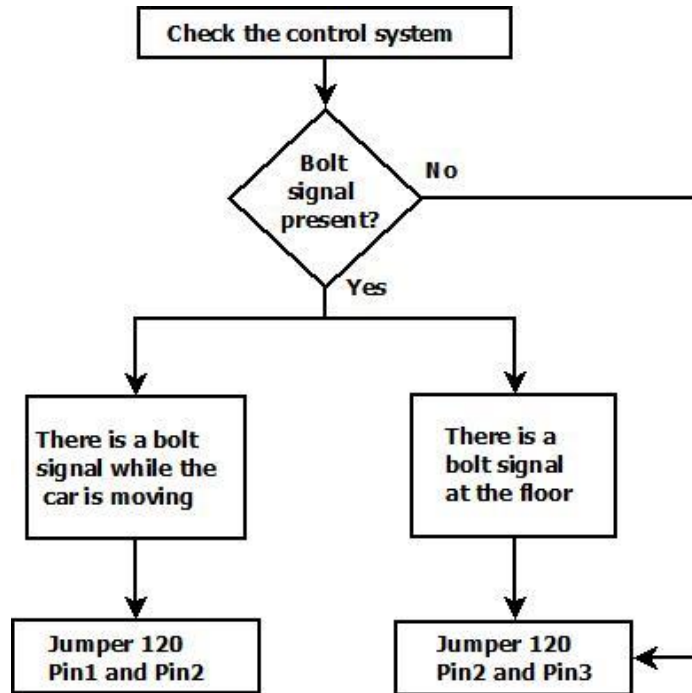 Check the control system
Bolt
signal
present?
No
Yes
There is a bolt
signal while the
car is moving
There is a
bolt signal
at the floor
Jumper 120
Pin1 and Pin2
Jumper 120
Pin2 and Pin3